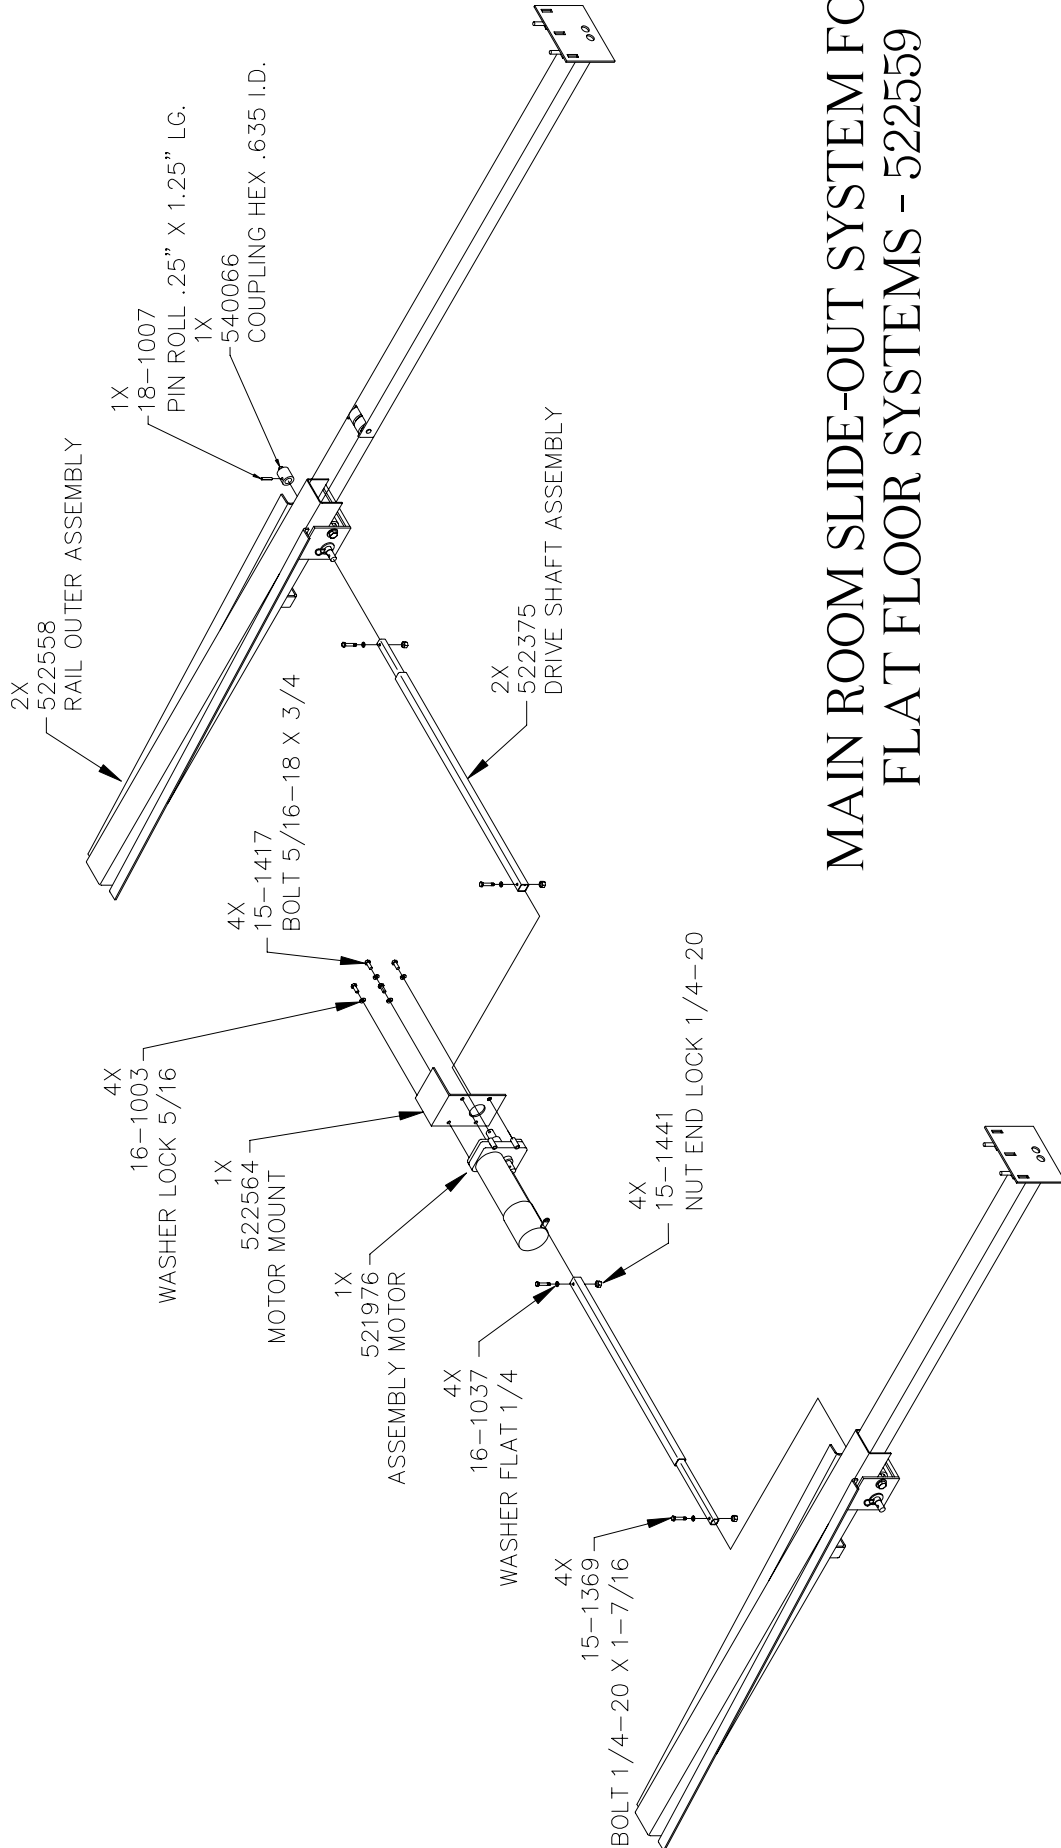 2X
522558
RAIL OUTER ASSEMBLY
1X
18-1007
PIN ROLL .25" X 1.25" LG.
1X
540066
COUPLING HEX .635 I.D.
4X
15-1417
BOLT 5/16-18 X 3/4
2X
522375
DRIVE SHAFT ASSEMBLY
4X
16-1003
WASHER LOCK 5/16
1X
522564
MOTOR MOUNT
1X
521976
ASSEMBLY MOTOR
4X
16-1037
WASHER FLAT 1/4
4X
15-1441
NUT END LOCK 1/4-20
4X
15-1369
BOLT 1/4-20 X 1-7/16
MAIN ROOM SLIDE-OUT SYSTEM FO
FLAT FLOOR SYSTEMS - 522559